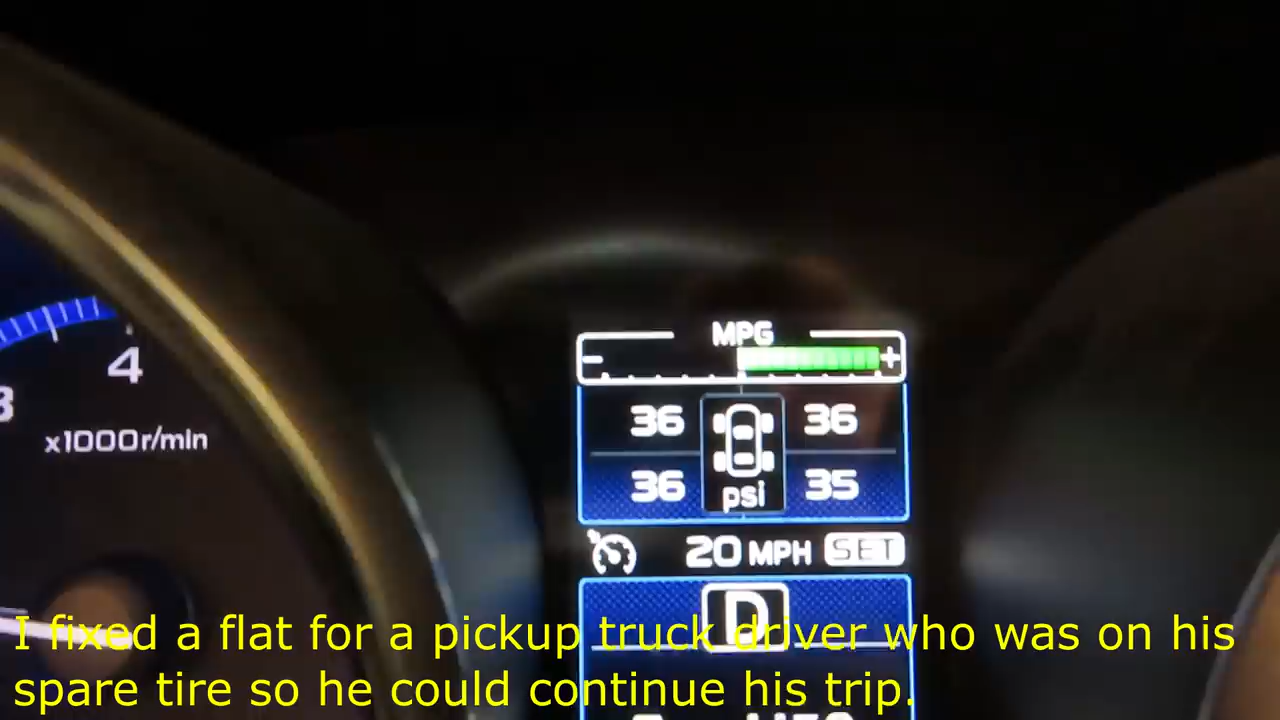 MPG
- +
36 36
36 psi 35
4
3
x1000r/min
20 MPH SET
D
I fixed a flat for a pickup truck driver who was on his
spare tire so he could continue his trip.